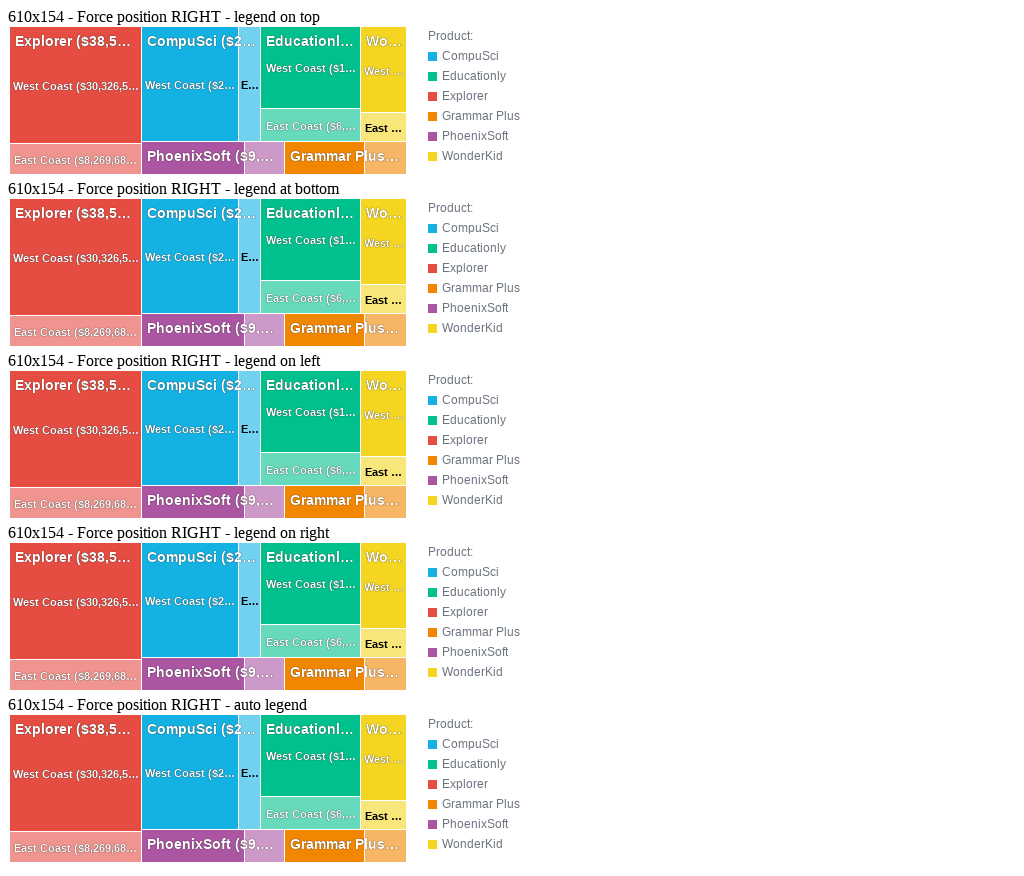 610x154 - Force position RIGHT - legend on top
Explorer ($38,5…
CompuSci ($2…
Educationl…
Wo…
West Coast ($30,326,5…
West Coast ($2…
E…
West Coast ($1…
West …
East Coast ($6,…
East …
East Coast ($8,269,68…
PhoenixSoft ($9,…
Grammar Plus…
Product:
CompuSci
Educationly
Explorer
Grammar Plus
PhoenixSoft
WonderKid
610x154 - Force position RIGHT - legend at bottom
Explorer ($38,5…
CompuSci ($2…
Educationl…
Wo…
West Coast ($30,326,5…
West Coast ($2…
E…
West Coast ($1…
West …
East Coast ($6,…
East …
East Coast ($8,269,68…
PhoenixSoft ($9,…
Grammar Plus…
Product:
CompuSci
Educationly
Explorer
Grammar Plus
PhoenixSoft
WonderKid
610x154 - Force position RIGHT - legend on left
Explorer ($38,5…
CompuSci ($2…
Educationl…
Wo…
West Coast ($30,326,5…
West Coast ($2…
E…
West Coast ($1…
West …
East Coast ($6,…
East …
East Coast ($8,269,68…
PhoenixSoft ($9,…
Grammar Plus…
Product:
CompuSci
Educationly
Explorer
Grammar Plus
PhoenixSoft
WonderKid
610x154 - Force position RIGHT - legend on right
Explorer ($38,5…
CompuSci ($2…
Educationl…
Wo…
West Coast ($30,326,5…
West Coast ($2…
E…
West Coast ($1…
West …
East Coast ($6,…
East …
East Coast ($8,269,68…
PhoenixSoft ($9,…
Grammar Plus…
Product:
CompuSci
Educationly
Explorer
Grammar Plus
PhoenixSoft
WonderKid
610x154 - Force position RIGHT - auto legend
Explorer ($38,5…
CompuSci ($2…
Educationl…
Wo…
West Coast ($30,326,5…
West Coast ($2…
E…
West Coast ($1…
West …
East Coast ($6,…
East …
East Coast ($8,269,68…
PhoenixSoft ($9,…
Grammar Plus…
Product:
CompuSci
Educationly
Explorer
Grammar Plus
PhoenixSoft
WonderKid